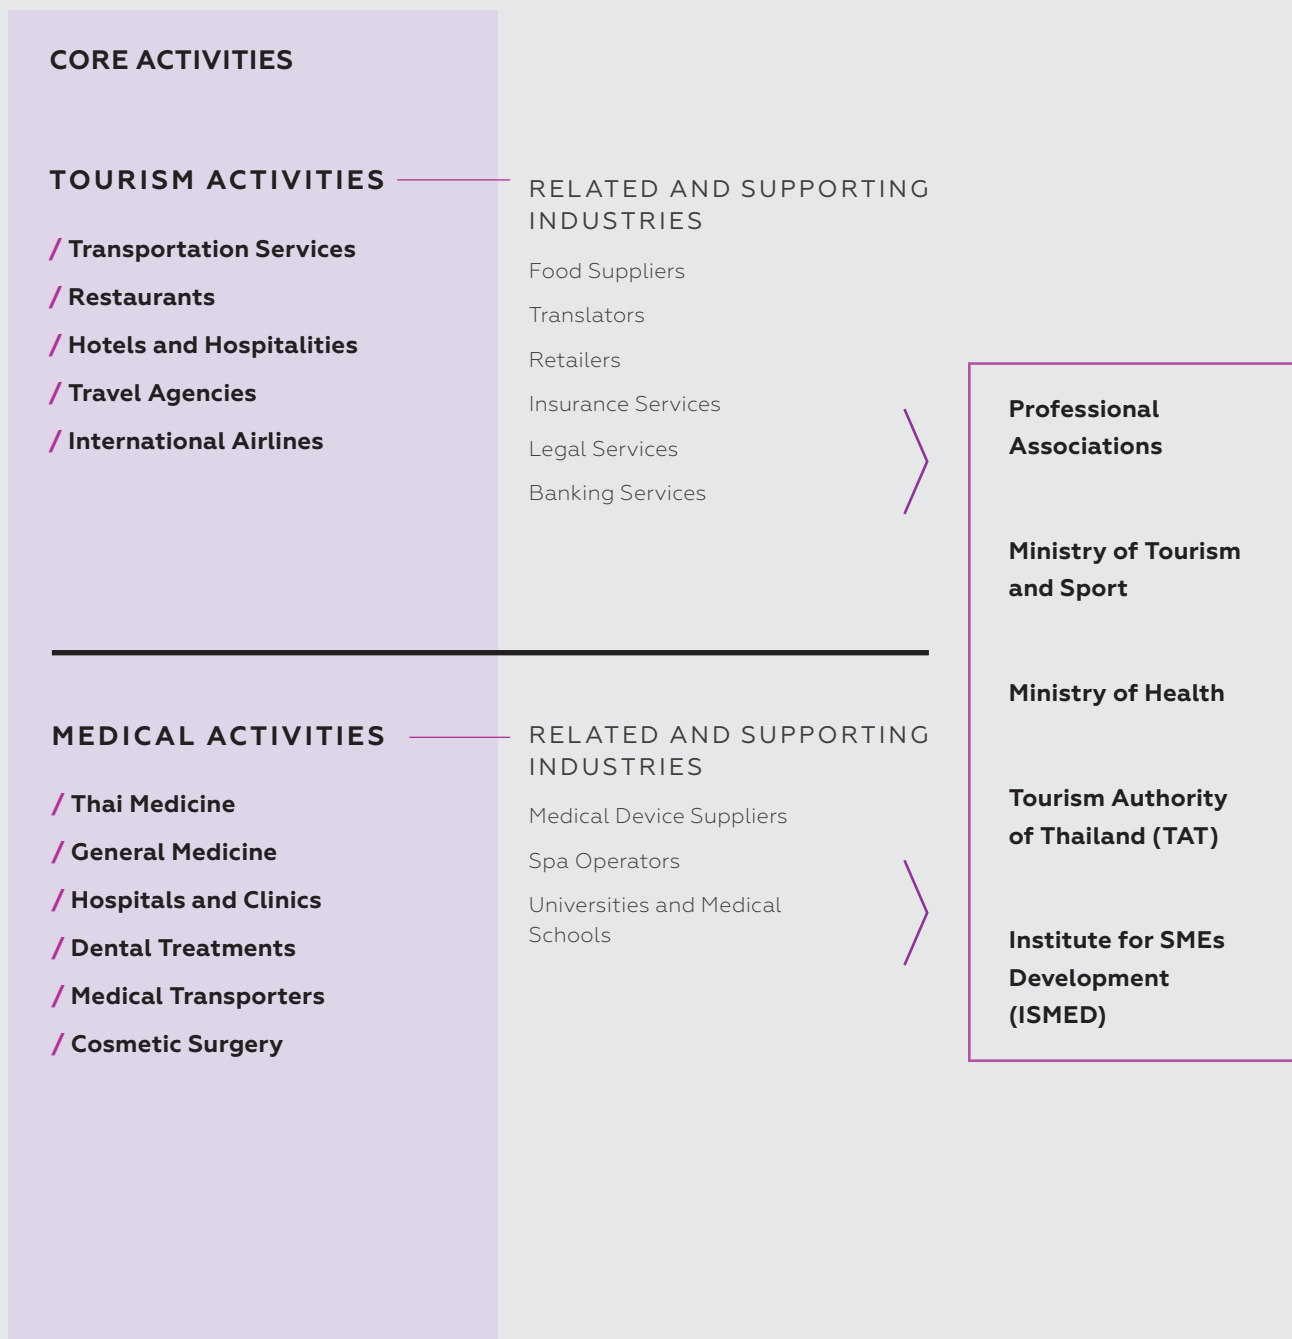 CORE ACTIVITIES
TOURISM ACTIVITIES
/ Transportation Services
/ Restaurants
/ Hotels and Hospitalities
/ Travel Agencies
/ International Airlines
RELATED AND SUPPORTING
INDUSTRIES
Food Suppliers
Translators
Retailers
Insurance Services
Legal Services
Banking Services
MEDICAL ACTIVITIES
/ Thai Medicine
/ General Medicine
/ Hospitals and Clinics
/ Dental Treatments
/ Medical Transporters
/ Cosmetic Surgery
RELATED AND SUPPORTING
INDUSTRIES
Medical Device Suppliers
Spa Operators
Universities and Medical
Schools
Professional
Associations
Ministry of Tourism
and Sport
Ministry of Health
Tourism Authority
of Thailand (TAT)
Institute for SMEs
Development
(ISMED)